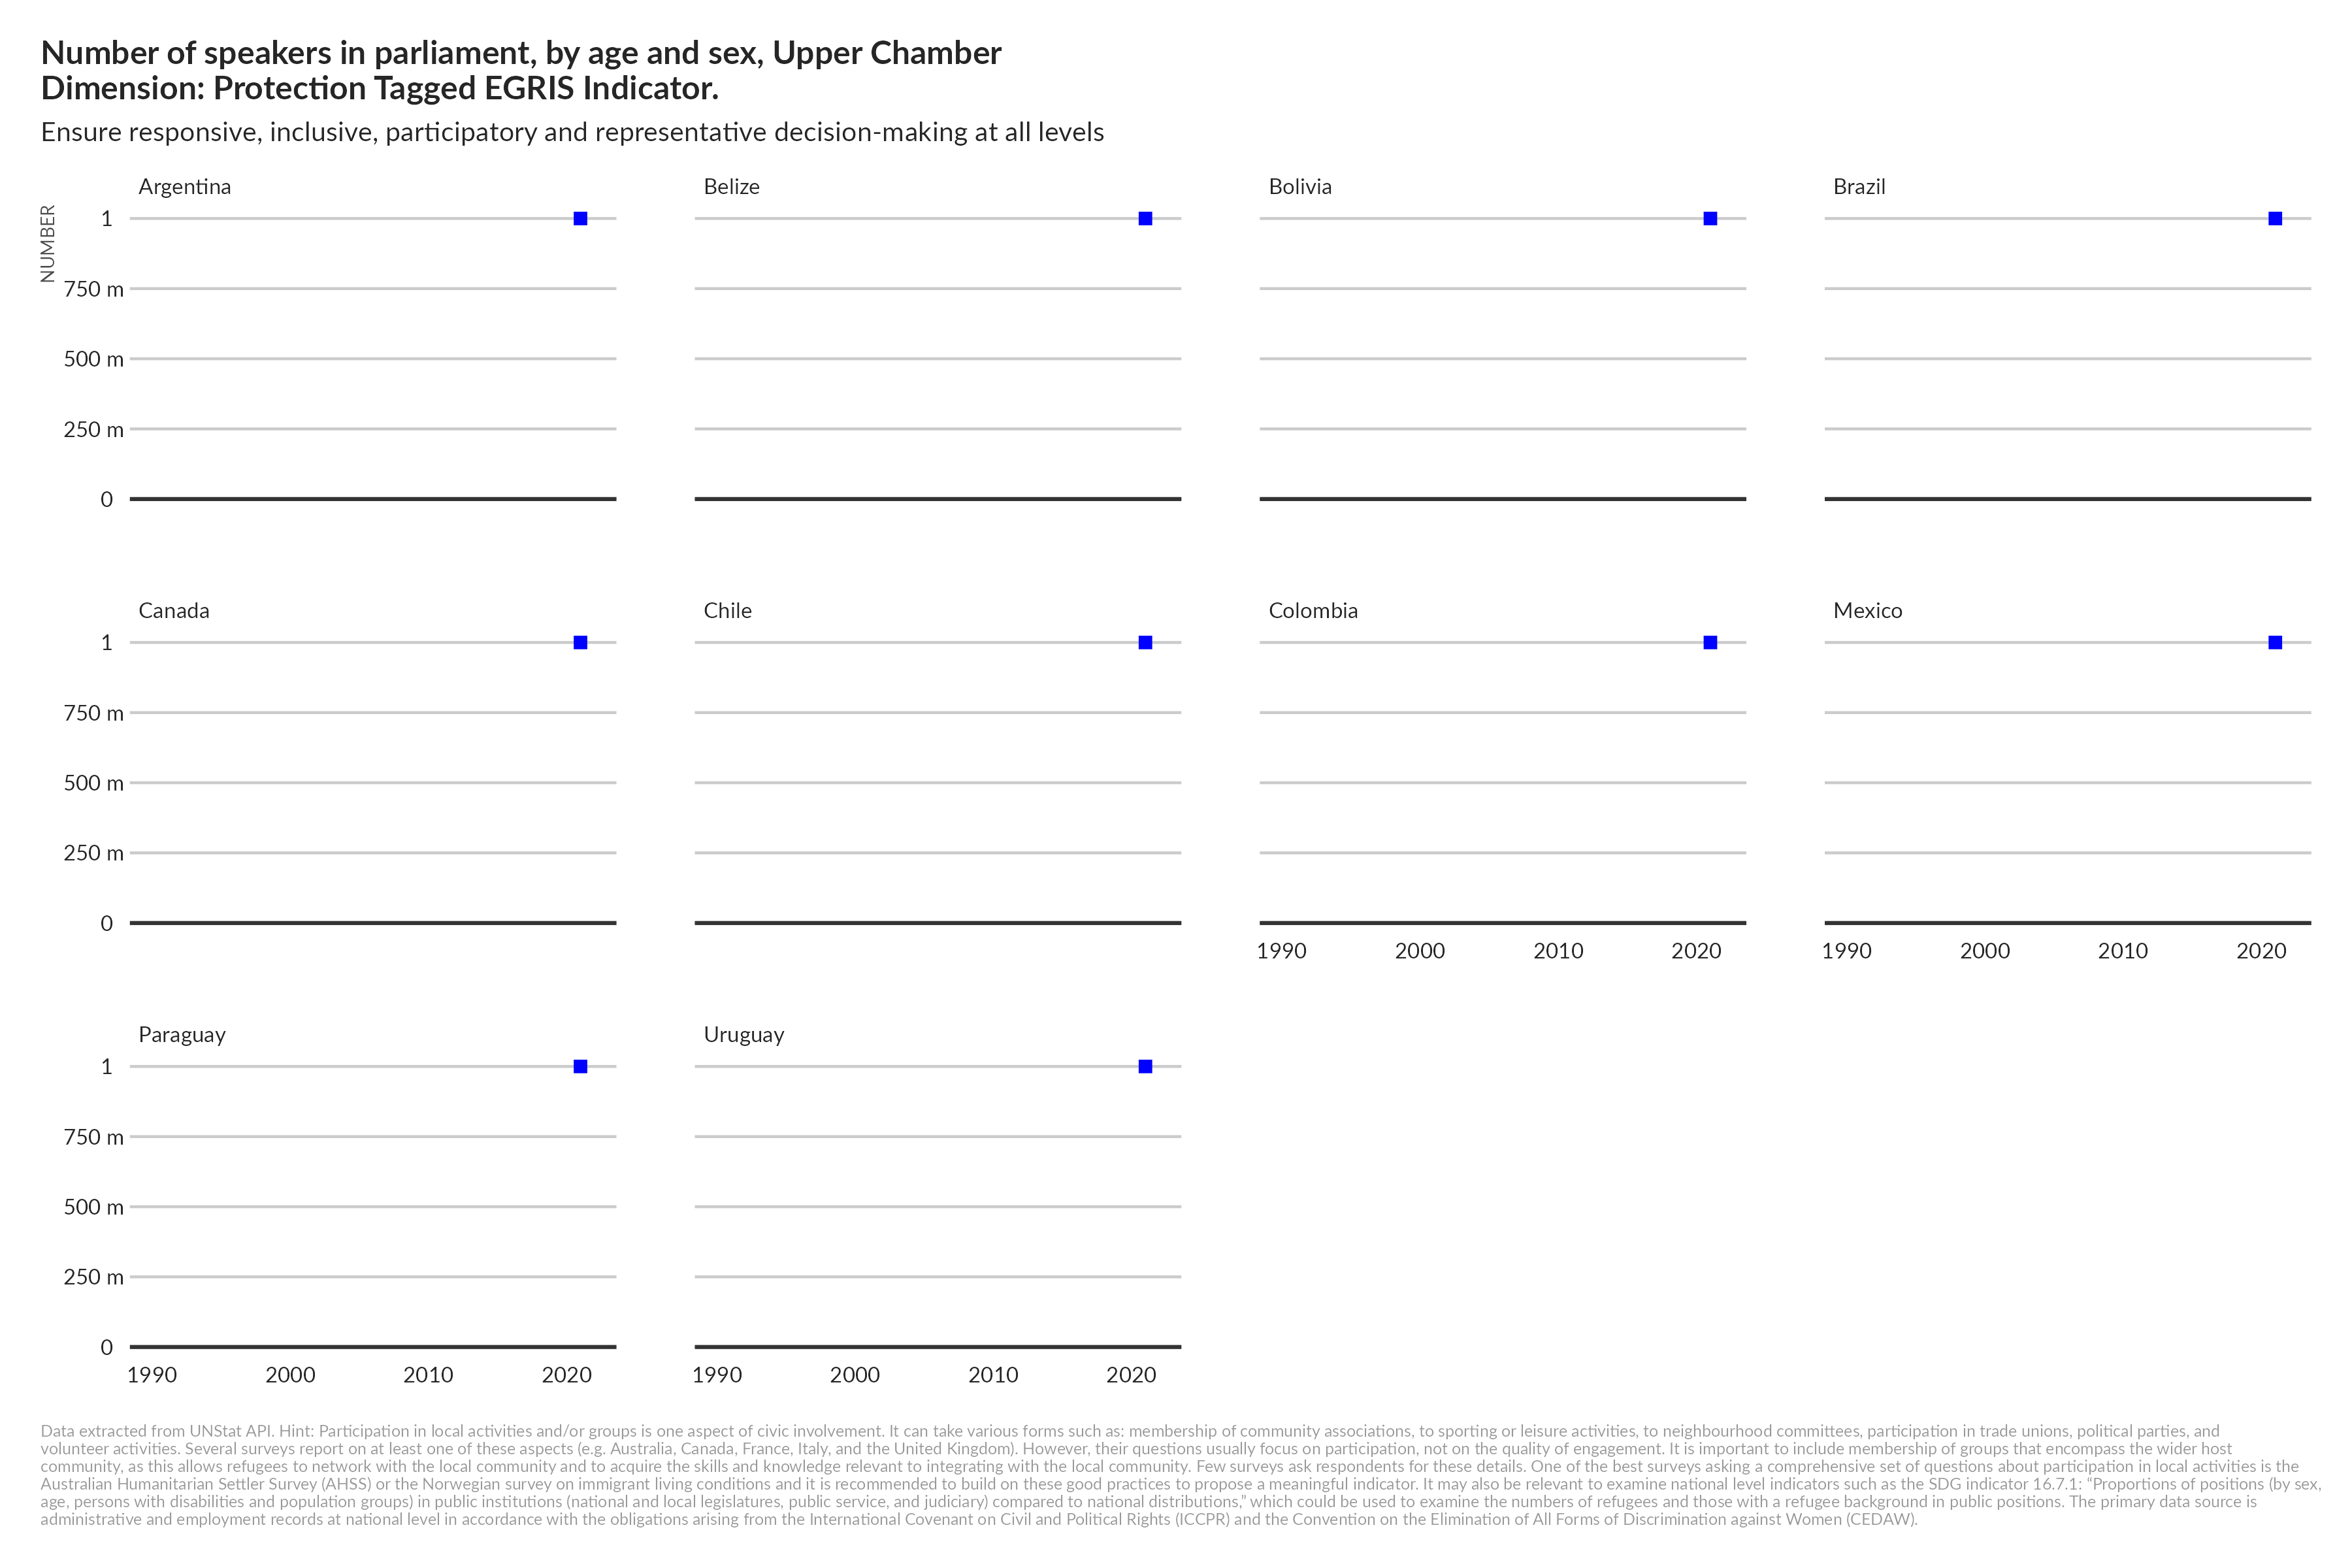 Number of speakers in parliament, by age and sex, Upper Chamber
Dimension: Protection Tagged EGRIS Indicator.
Ensure responsive, inclusive, participatory and representative decision-making at all levels
Argentina
Belize
Bolivia
Brazil
NUMBER
1
750 m
500 m
250 m
0
Canada
Chile
Colombia
Mexico
1
750 m
500 m
250 m
0
1990 2000 2010 2020
1990 2000 2010 2020
Paraguay
Uruguay
1
750 m
500 m
250 m
0
1990 2000 2010 2020
1990 2000 2010 2020
Data extracted from UNStat API. Hint: Participation in local activities and/or groups is one aspect of civic involvement. It can take various forms such as: membership of community associations, to sporting or leisure activities, to neighbourhood committees, participation in trade unions, political parties, and
volunteer activities. Several surveys report on at least one of these aspects (e.g. Australia, Canada, France, Italy, and the United Kingdom). However, their questions usually focus on participation, not on the quality of engagement. It is important to include membership of groups that encompass the wider host
community, as this allows refugees to network with the local community and to acquire the skills and knowledge relevant to integrating with the local community. Few surveys ask respondents for these details. One of the best surveys asking a comprehensive set of questions about participation in local activities is the
Australian Humanitarian Settler Survey (AHSS) or the Norwegian survey on immigrant living conditions and it is recommended to build on these good practices to propose a meaningful indicator. It may also be relevant to examine national level indicators such as the SDG indicator 16.7.1: “Proportions of positions (by sex,
age, persons with disabilities and population groups) in public institutions (national and local legislatures, public service, and judiciary) compared to national distributions,” which could be used to examine the numbers of refugees and those with a refugee background in public positions. The primary data source is
administrative and employment records at national level in accordance with the obligations arising from the International Covenant on Civil and Political Rights (ICCPR) and the Convention on the Elimination of All Forms of Discrimination against Women (CEDAW).